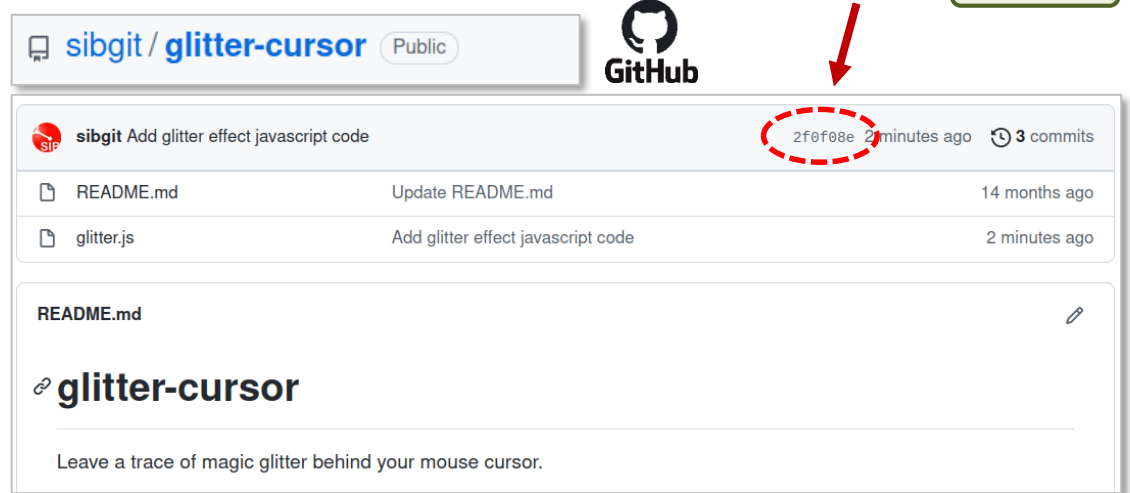 sibgit / glitter-cursor Public
GitHub
SIB
sibgit Add glitter effect javascript code 2f0f08e 2 minutes ago 3 commits
README.md Update README.md 14 months ago
glitter.js Add glitter effect javascript code 2 minutes ago
README.md
glitter-cursor
Leave a trace of magic glitter behind your mouse cursor.